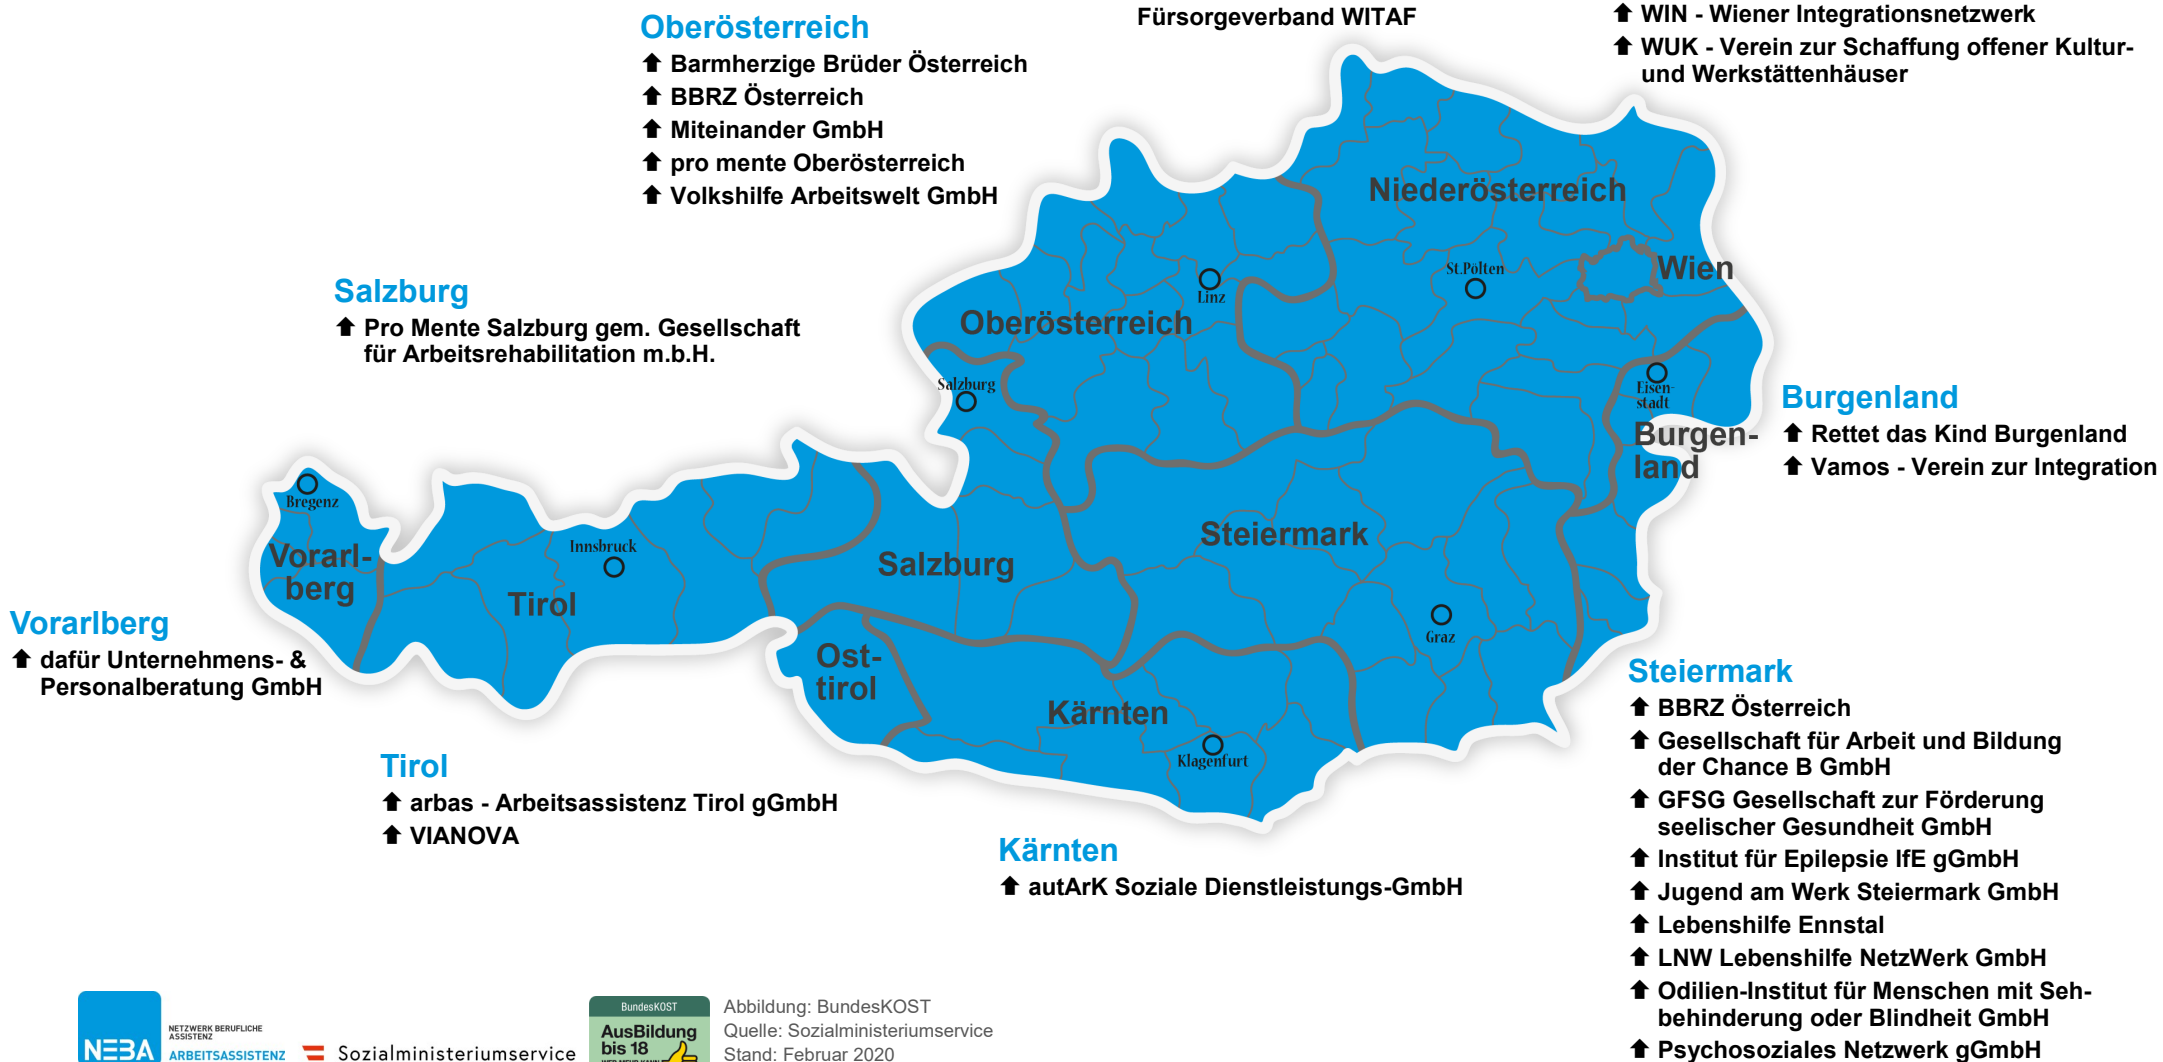 Fürsorgeverband WITAF
WIN - Wiener Integrationsnetzwerk
WUK - Verein zur Schaffung offener Kultur-
und Werkstättenhäuser
Oberösterreich
Barmherzige Brüder Österreich
BBRZ Österreich
Miteinander GmbH
pro mente Oberösterreich
Volkshilfe Arbeitswelt GmbH
Salzburg
Pro Mente Salzburg gem. Gesellschaft
für Arbeitsrehabilitation m.b.H.
Niederösterreich
Wien
St.Pölten
Linz
Oberösterreich
Salzburg
Eisen-
stadt
Burgen-
land
Burgenland
Rettet das Kind Burgenland
Vamos - Verein zur Integration
Bregenz
Vorarl-
berg
Innsbruck
Tirol
Salzburg
Steiermark
Graz
Ost-
tirol
Kärnten
Klagenfurt
Vorarlberg
dafür Unternehmens- &
Personalberatung GmbH
Tirol
arbas - Arbeitsassistenz Tirol gGmbH
VIANOVA
Kärnten
autArK Soziale Dienstleistungs-GmbH
Steiermark
BBRZ Österreich
Gesellschaft für Arbeit und Bildung
der Chance B GmbH
GFSG Gesellschaft zur Förderung
seelischer Gesundheit GmbH
Institut für Epilepsie IfE gGmbH
Jugend am Werk Steiermark GmbH
Lebenshilfe Ennstal
LNW Lebenshilfe NetzWerk GmbH
Odilien-Institut für Menschen mit Seh-
behinderung oder Blindheit GmbH
Psychosoziales Netzwerk gGmbH
NEBA
NETZWERK BERUFLICHE
ASSISTENZ
ARBEITSASSISTENZ
Sozialministeriumservice
BundesKOST
AusBildung
bis 18
Abbildung: BundesKOST
Quelle: Sozialministeriumservice
Stand: Februar 2020